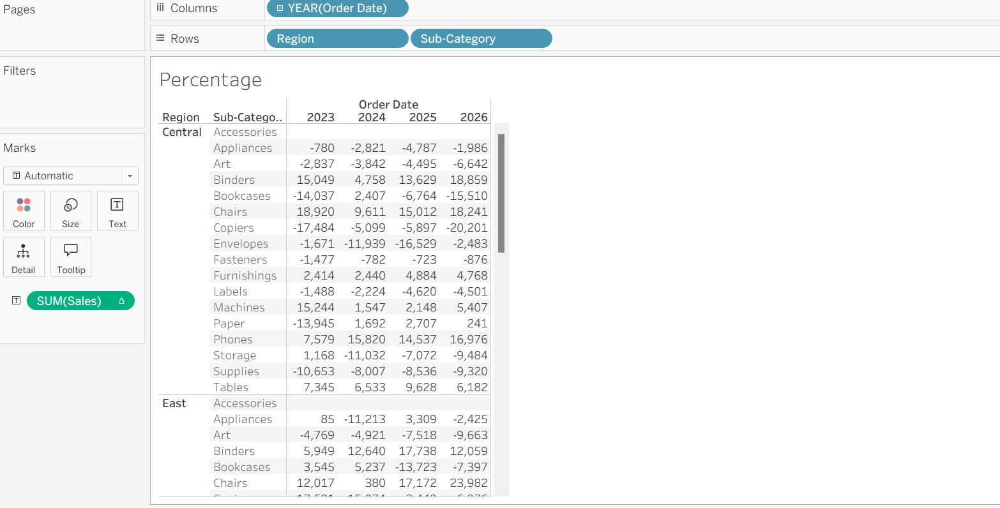 Pages
Columns
YEAR(Order Date)
Rows
Region
Sub-Category
Filters
Marks
Automatic
Color
Size
Text
Detail
Tooltip
SUM(Sales)
Percentage
Order Date
Region Sub-Catego.. 2023 2024 2025 2026
Central Accessories
Appliances -780 -2,821 -4,787 -1,986
Art -2,837 -3,842 -4,495 -6,642
Binders 15,049 4,758 13,629 18,859
Bookcases -14,037 2,407 -6,764 -15,510
Chairs 18,920 9,611 15,012 18,241
Copiers -17,484 -5,099 -5,897 -20,201
Envelopes -1,671 -11,939 -16,529 -2,483
Fasteners -1,477 -782 -723 -876
Furnishings 2,414 2,440 4,884 4,768
Labels -1,488 -2,224 -4,620 -4,501
Machines 15,244 1,547 2,148 5,407
Paper -13,945 1,692 2,707 241
Phones 7,579 15,820 14,537 16,976
Storage 1,168 -11,032 -7,072 -9,484
Supplies -10,653 -8,007 -8,536 -9,320
Tables 7,345 6,533 9,628 6,182
East Accessories
Appliances 85 -11,213 3,309 -2,425
Art -4,769 -4,921 -7,518 -9,663
Binders 5,949 12,640 17,738 12,059
Bookcases 3,545 5,237 -13,723 -7,397
Chairs 12,017 380 17,172 23,982